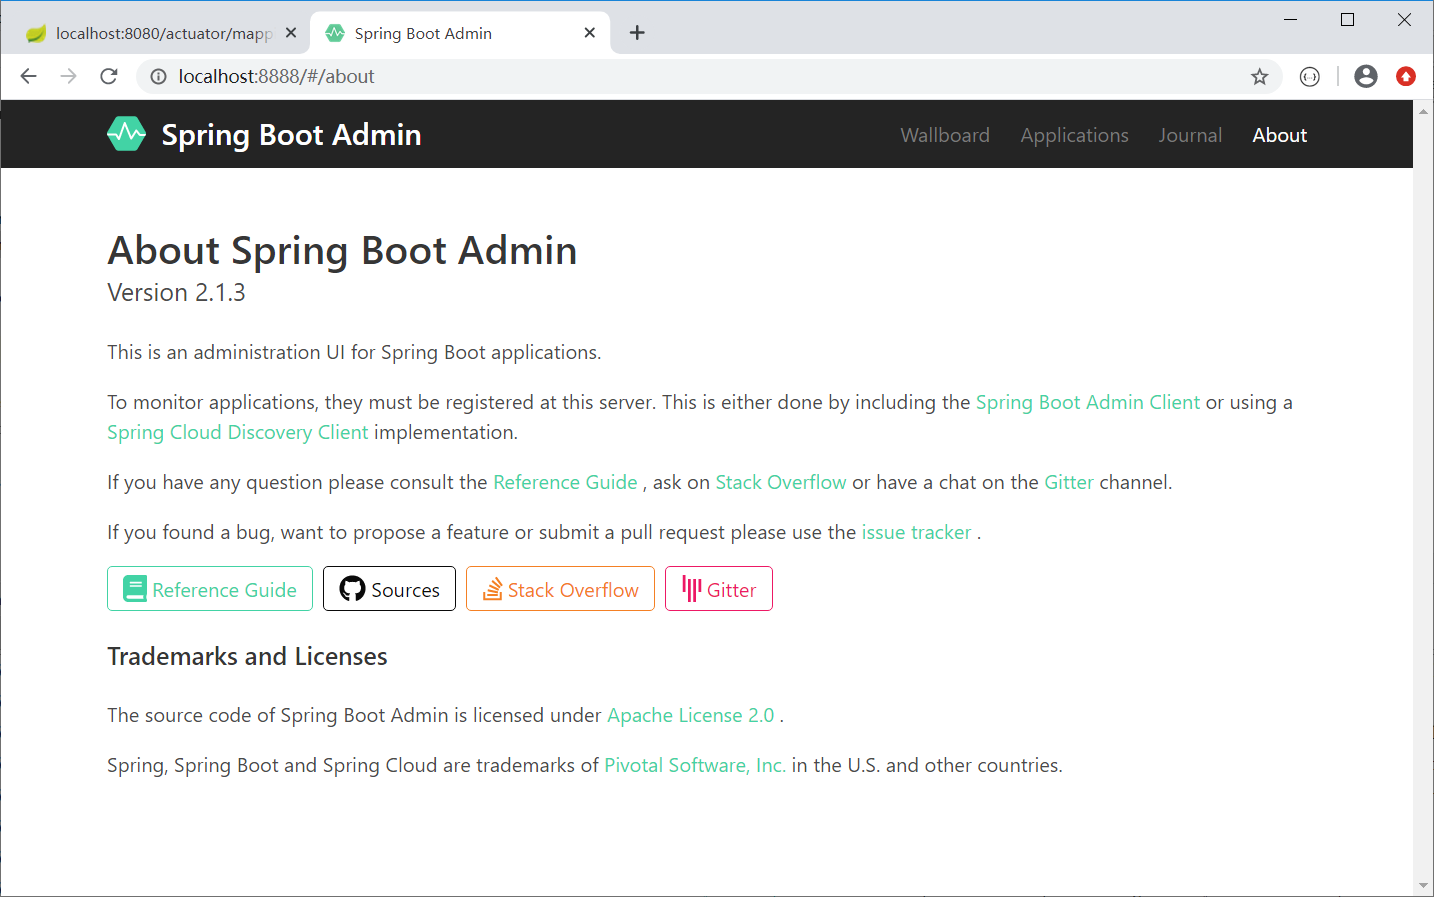 localhost:8080/actuator/mapp
Spring Boot Admin
localhost:8888/#/about
Spring Boot Admin
Wallboard Applications Journal About
About Spring Boot Admin
Version 2.1.3
This is an administration UI for Spring Boot applications.
To monitor applications, they must be registered at this server. This is either done by including the Spring Boot Admin Client or using a
Spring Cloud Discovery Client implementation.
If you have any question please consult the Reference Guide , ask on Stack Overflow or have a chat on the Gitter channel.
If you found a bug, want to propose a feature or submit a pull request please use the issue tracker .
Reference Guide Sources Stack Overflow Gitter
Trademarks and Licenses
The source code of Spring Boot Admin is licensed under Apache License 2.0 .
Spring, Spring Boot and Spring Cloud are trademarks of Pivotal Software, Inc. in the U.S. and other countries.